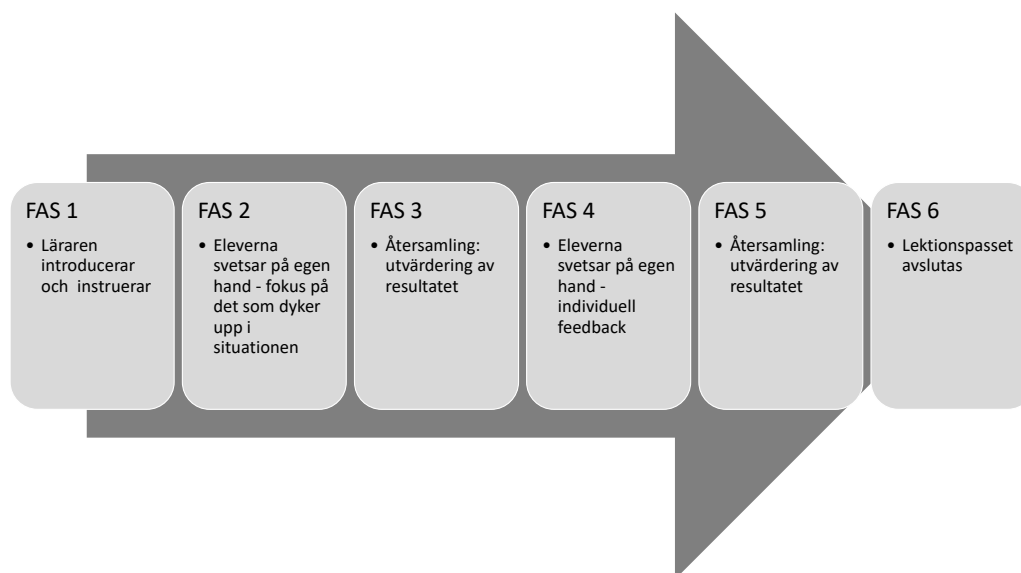 FAS 1
• Läraren
introducerar
och  instruerar
FAS 2
• Eleverna
svetsar på egen
hand - fokus på
det som dyker
upp i
situationen
FAS 3
• Återsamling:
utvärdering av
resultatet
FAS 4
• Eleverna
svetsar på egen
hand -
individuell
feedback
FAS 5
• Återsamling:
utvärdering av
resultatet
FAS 6
• Lektionspasset
avslutas